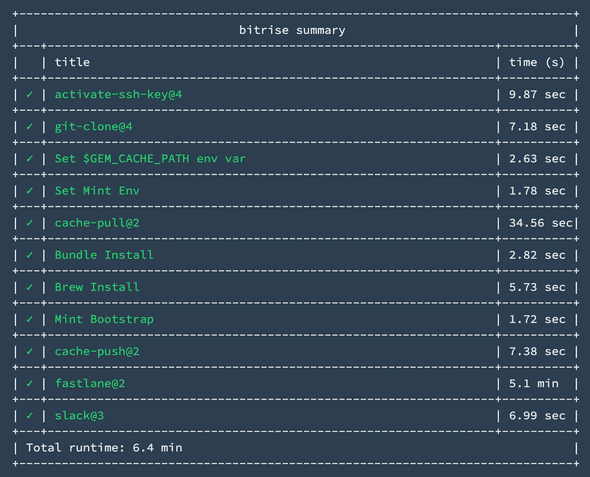 bitrise summary
title | time (s)
✓ | activate-ssh-key@4 | 9.87 sec
✓ | git-clone@4 | 7.18 sec
✓ | Set $GEM_CACHE_PATH env var | 2.63 sec
✓ | Set Mint Env | 1.78 sec
✓ | cache-pull@2 | 34.56 sec
✓ | Bundle Install | 2.82 sec
✓ | Brew Install | 5.73 sec
✓ | Mint Bootstrap | 1.72 sec
✓ | cache-push@2 | 7.38 sec
✓ | fastlane@2 | 5.1 min
✓ | slack@3 | 6.99 sec
Total runtime: 6.4 min